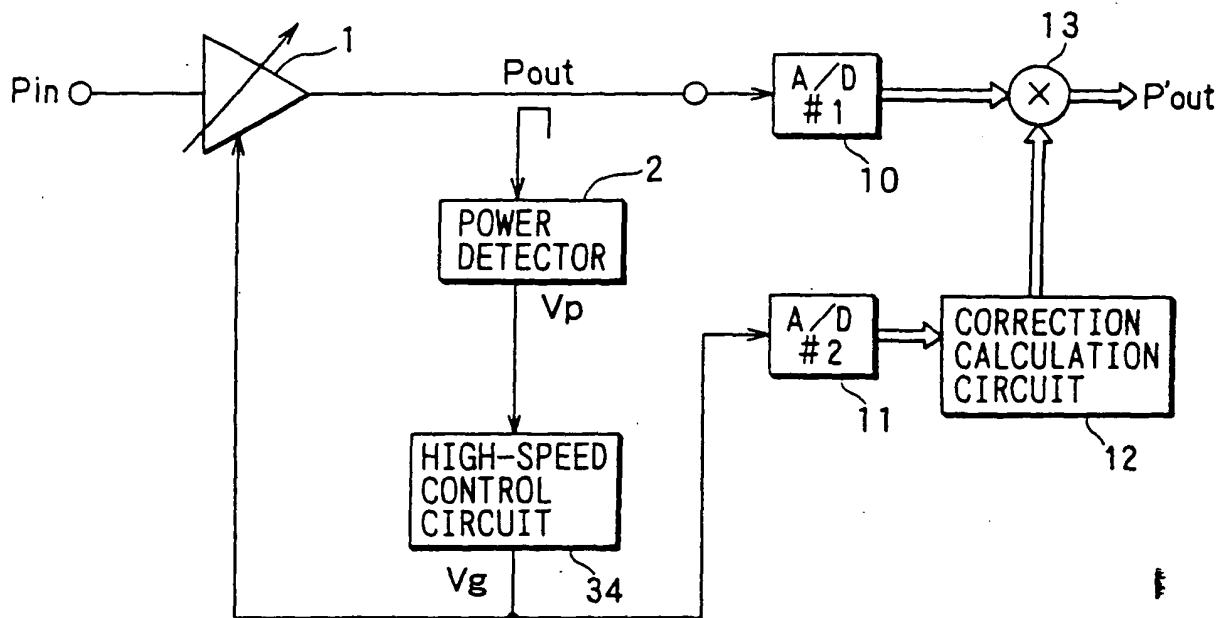 13
1
Pin
Pout
A/D
#1
P'out
10
2
POWER
DETECTOR
Vp
A/D
#2
CORRECTION
CALCULATION
CIRCUIT
11
12
HIGH-SPEED
CONTROL
CIRCUIT
Vg
34